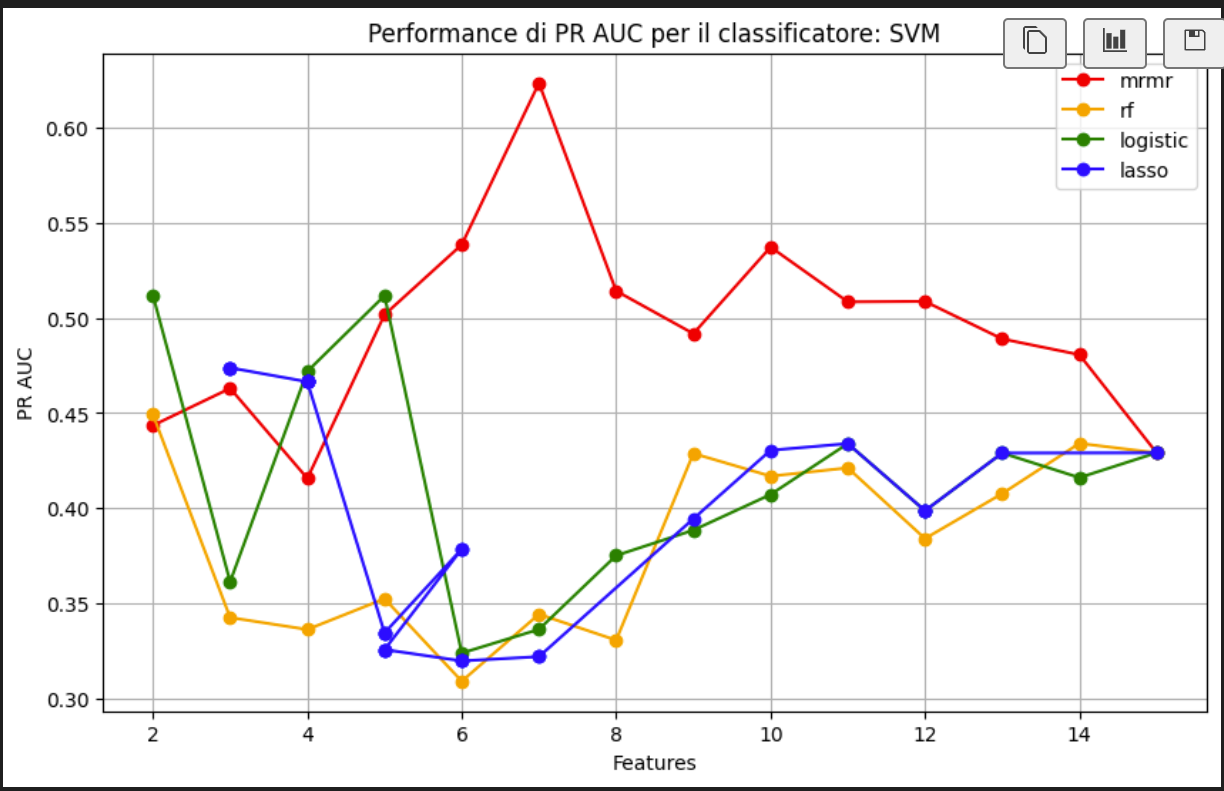 Performance di PR AUC per il classificatore: SVM
mrmr
rf
logistic
lasso
PR AUC
0.60
0.55
0.50
0.45
0.40
0.35
0.30
2 4 6 8 10 12 14
Features